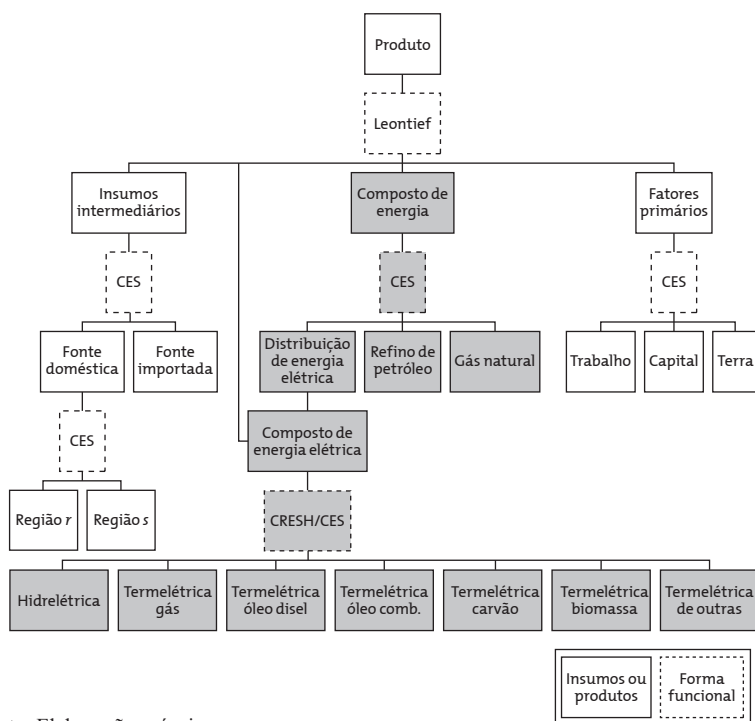 Produto
Leontief
Insumos
intermediários
Composto de
energia
Fatores
primários
CES
CES
CES
Fonte
doméstica
Fonte
importada
Distribuição
de energia
elétrica
Refino de
petróleo
Gás natural
Trabalho
Capital
Terra
CES
Composto de
energia elétrica
Região r
Região s
CRESH/CES
Hidrelétrica
Termelétrica
gás
Termelétrica
óleo disel
Termelétrica
óleo comb.
Termelétrica
carvão
Termelétrica
biomassa
Termelétrica
de outras
Insumos ou
produtos
Forma
funcional